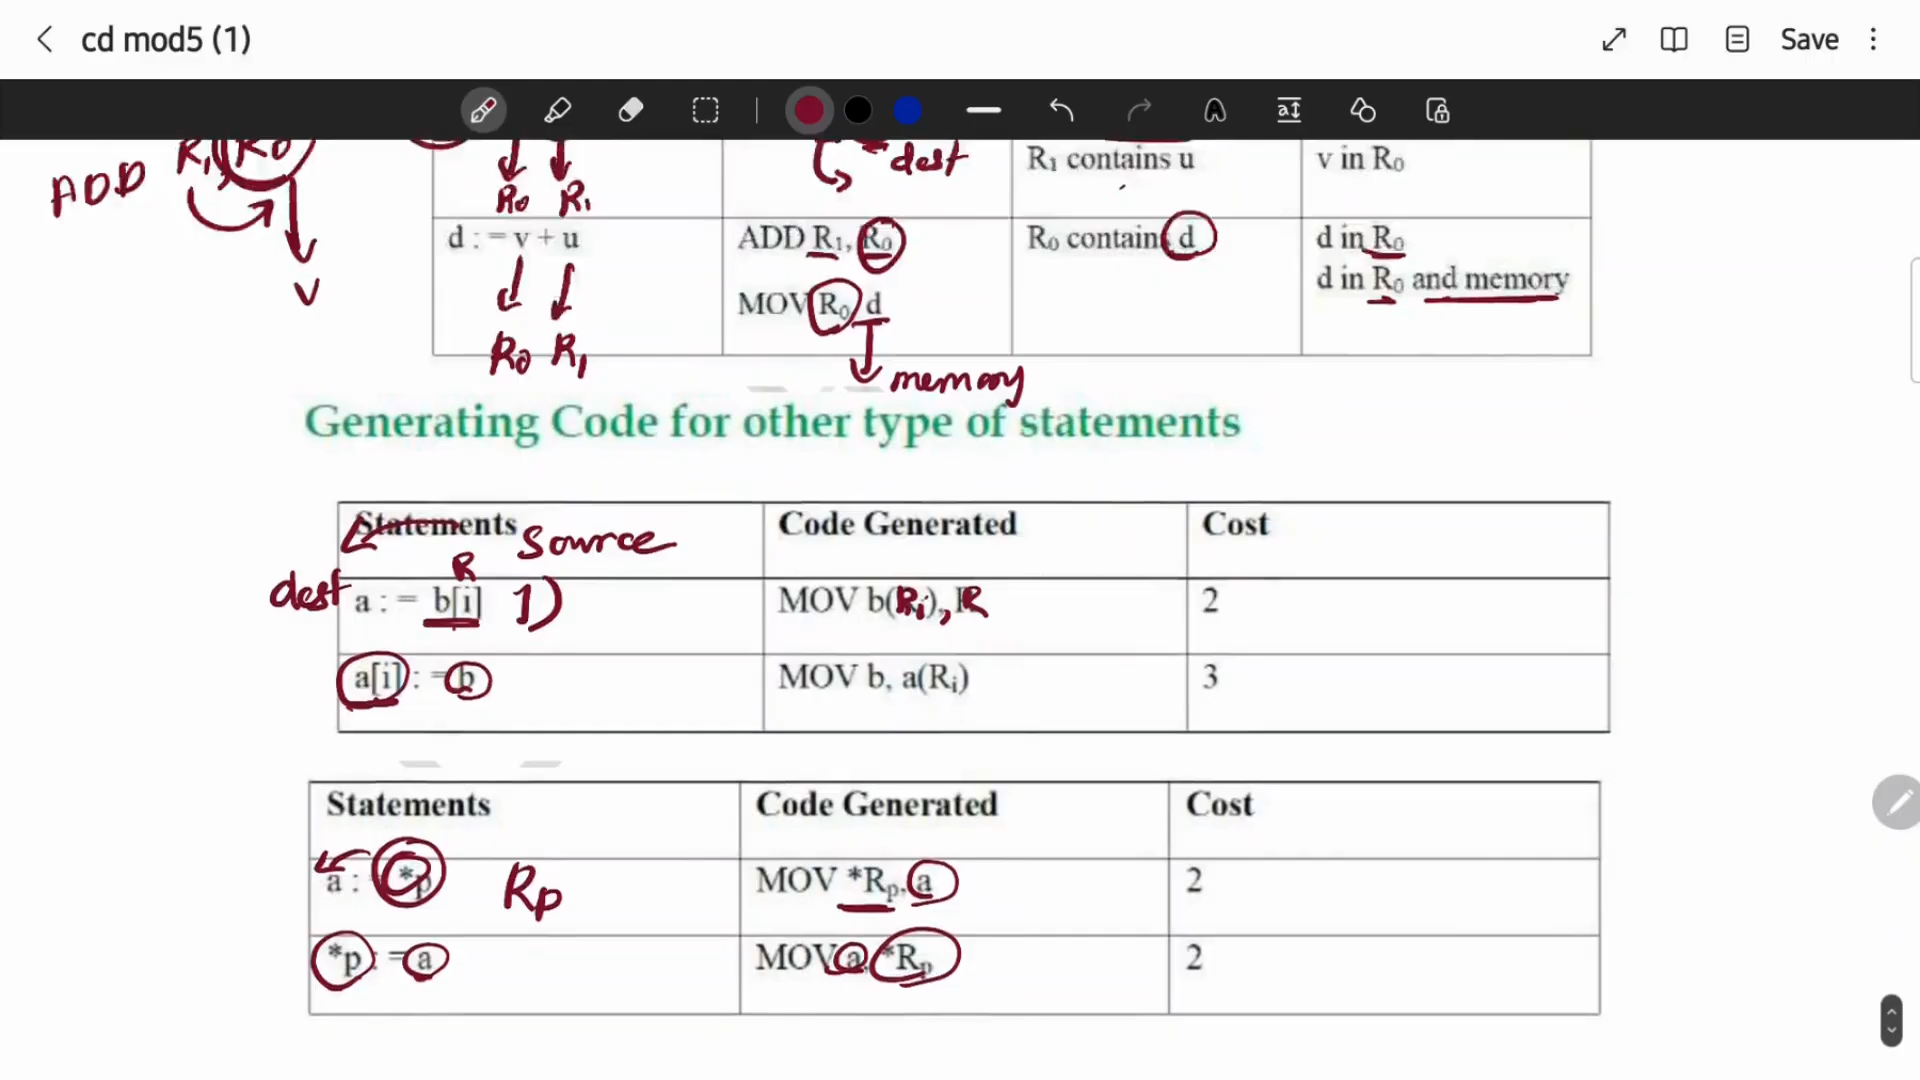 cd mod5 (1)
Save
ADD R₁, R₀
v
R₀ R₁
dest
R₁ contains u
v in R₀
d : = v + u
ADD R₁, R₀
R₀ contains d
d in R₀
MOV R₀ d
d in R₀ and memory
R₀ R₁
memory
Generating Code for other type of statements
Statements
Code Generated
Cost
Source
R
dest
a : = b[i] 1)
MOV b(Rᵢ), R
2
a[i] : = b
MOV b, a(Rᵢ)
3
Statements
Code Generated
Cost
a : *p
Rp
MOV *Rp, a
2
*p : = a
MOV a, *Rp
2